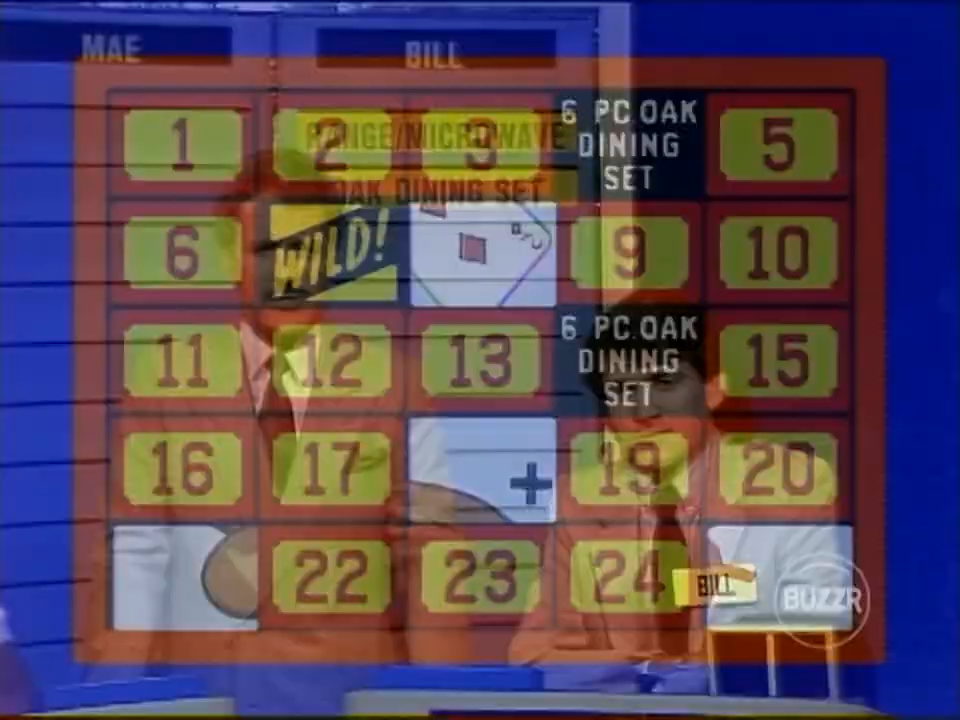 MAE
BILL
1
2
3
6 PC.OAK
DINING
SET
5
RANGE/MICROWAVE
OAK DINING SET
6
WILD!
9
10
11
12
13
6 PC.OAK
DINING
SET
15
16
17
+
19
20
22
23
24
BILL
BUZZR